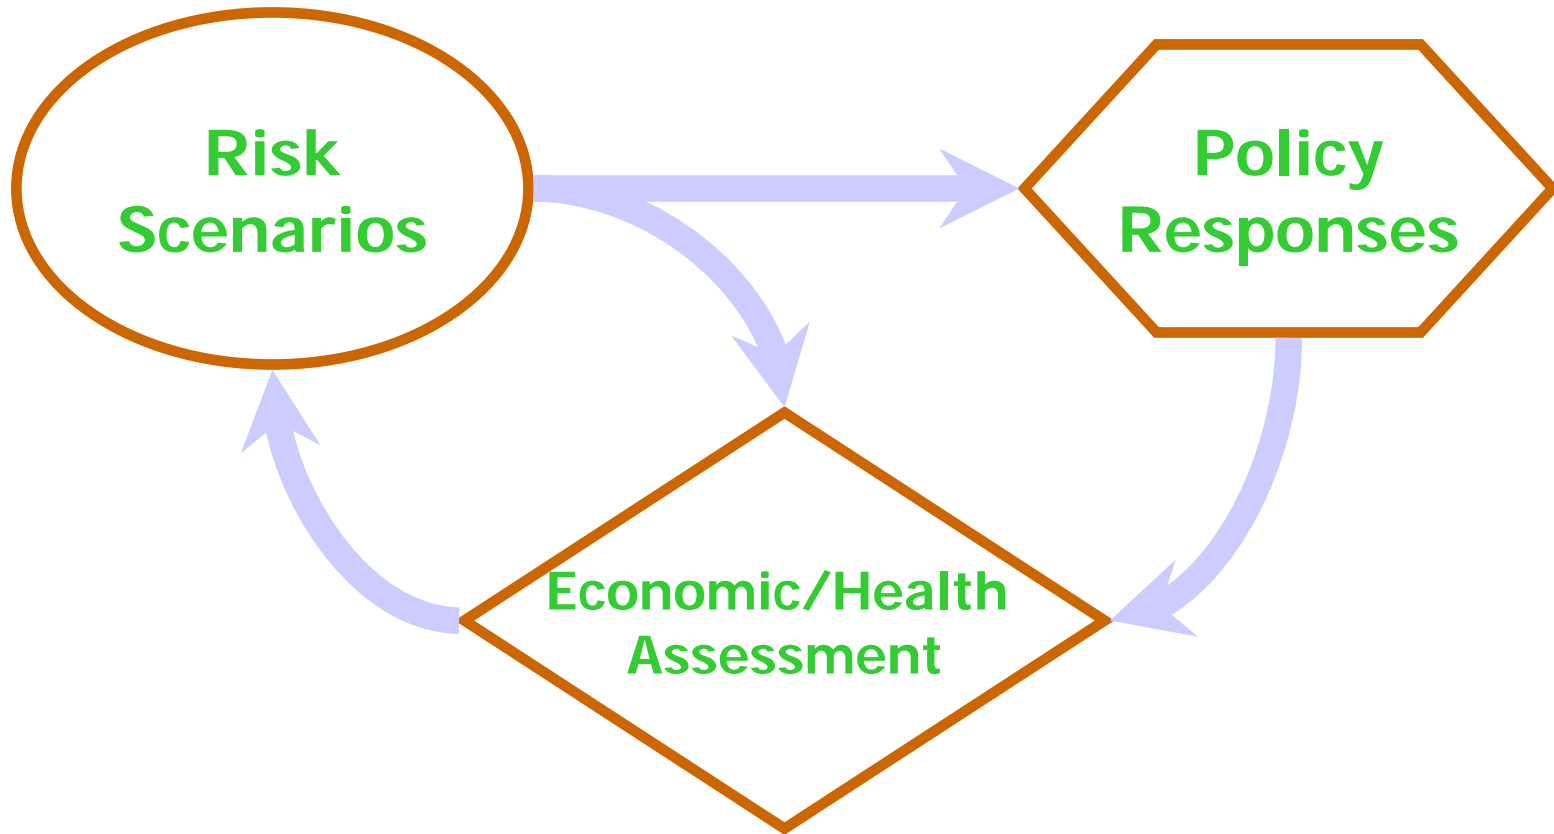 Risk
Scenarios
Policy
Responses
Economic/Health
Assessment